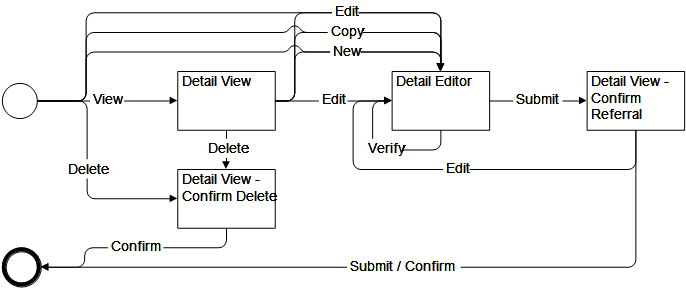 Edit
Copy
New
Detail View
Detail Editor
Detail View -
Confirm
Referral
View
Edit
Submit
Delete
Verify
Delete
Edit
Detail View -
Confirm Delete
Confirm
Submit / Confirm